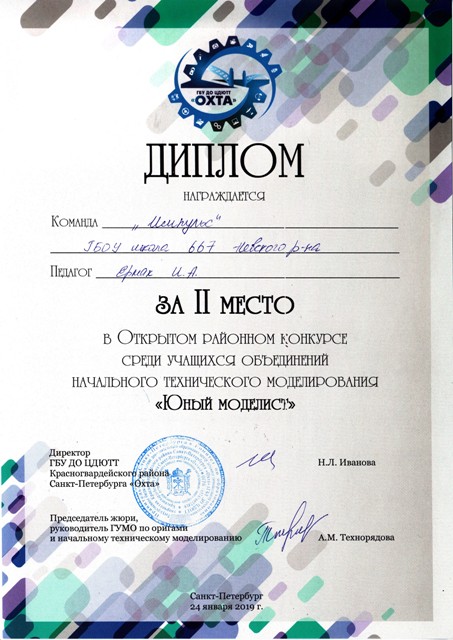 ГБУ ДО ЦДЮТТ
«ОХТА»
ДИПЛОМ
НАГРАЖДАЕТСЯ
Команда „Импульс"
ГБОУ школа 667 Невского р-на
Педагог Ермак И.А.
ЗА II МЕСТО
в Открытом районном конкурсе
среди учащихся объединений
начального технического моделирования
«Юный моделист»
Директор
ГБУ ДО ЦДЮТТ
Красногвардейского района
Санкт-Петербурга «Охта»
Н.Л. Иванова
Председатель жюри,
руководитель ГУМО по оригами
и начальному техническому моделированию
А.М. Технорядова
Санкт-Петербург
24 января 2019 г.